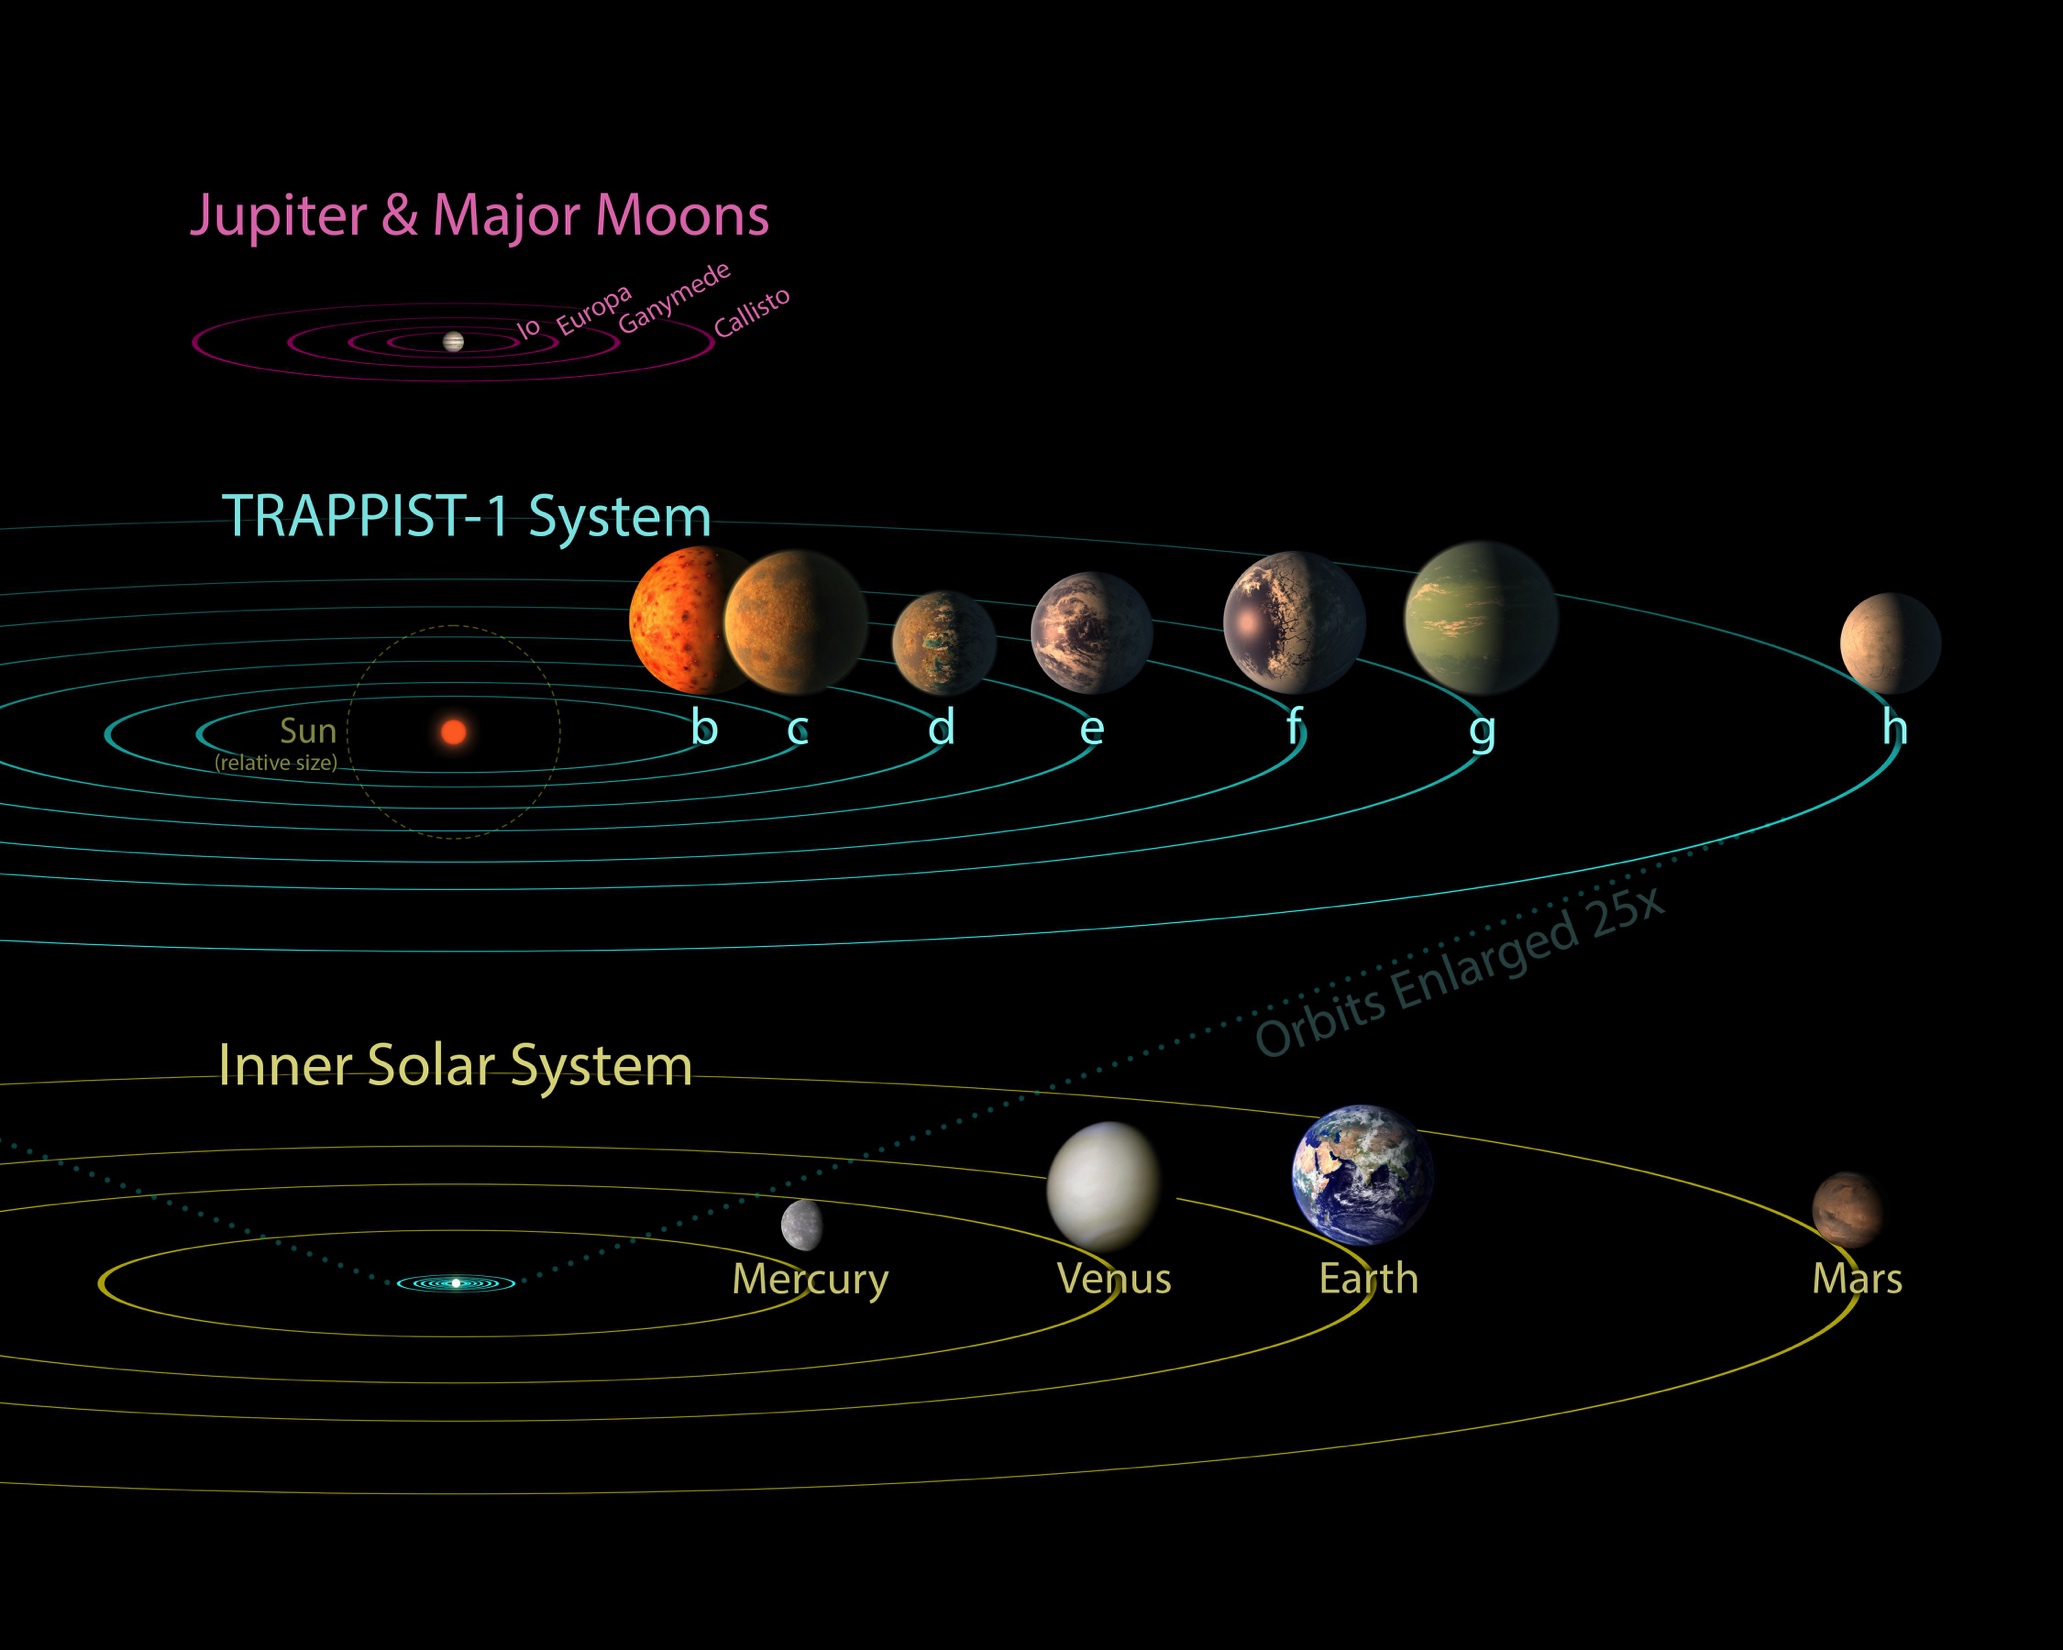 Jupiter & Major Moons
Io
Europa
Ganymede
Callisto
TRAPPIST-1 System
Sun
(relative size)
b
c
d
e
f
g
h
Orbits Enlarged 25x
Inner Solar System
Mercury
Venus
Earth
Mars